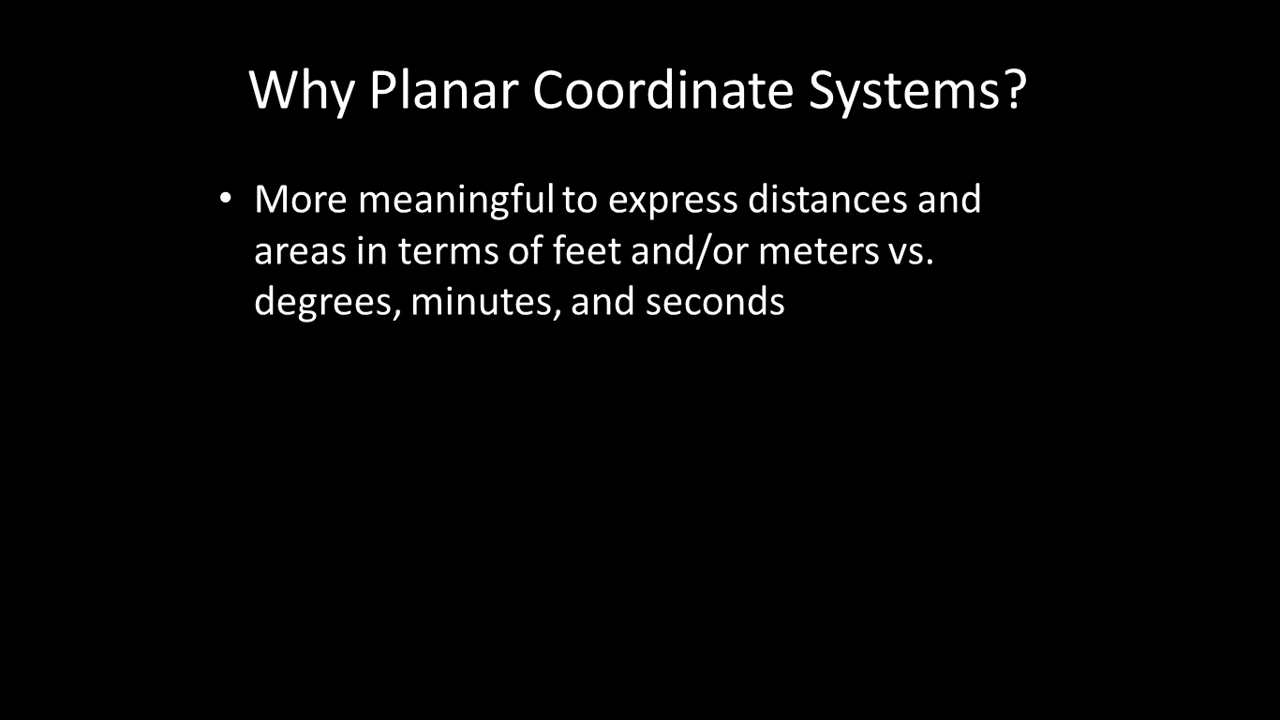 Why Planar Coordinate Systems?
• More meaningful to express distances and
areas in terms of feet and/or meters vs.
degrees, minutes, and seconds